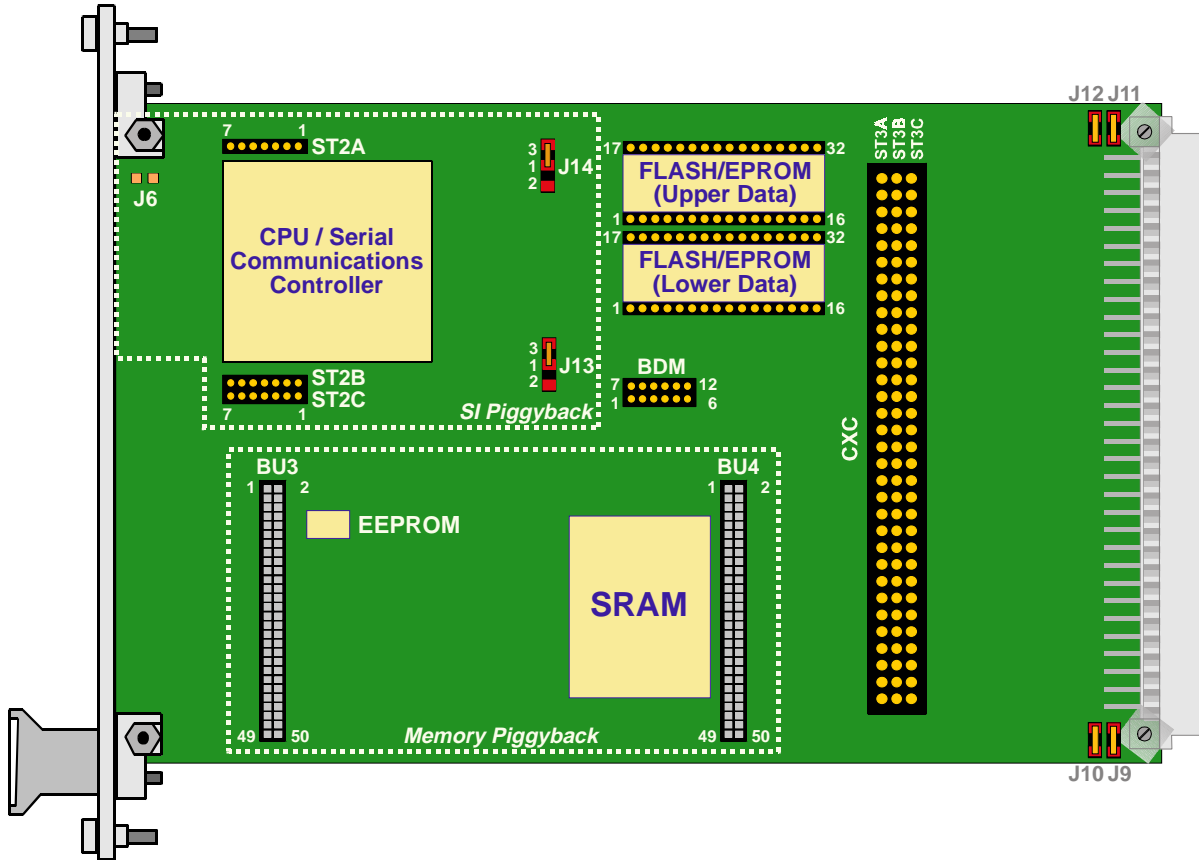 J12 J11
ST3A
ST3B
ST3C
7 1
ST2A
3
1
2
J14
17 32
FLASH/EPROM
(Upper Data)
1 16
17 32
FLASH/EPROM
(Lower Data)
1 16
J6
CPU / Serial
Communications
Controller
3
1
2
J13
BDM
7 12
1 6
ST2B
ST2C
7 1
SI Piggyback
CXC
BU3
1 2
EEPROM
BU4
1 2
SRAM
49 50
Memory Piggyback
49 50
J10 J9